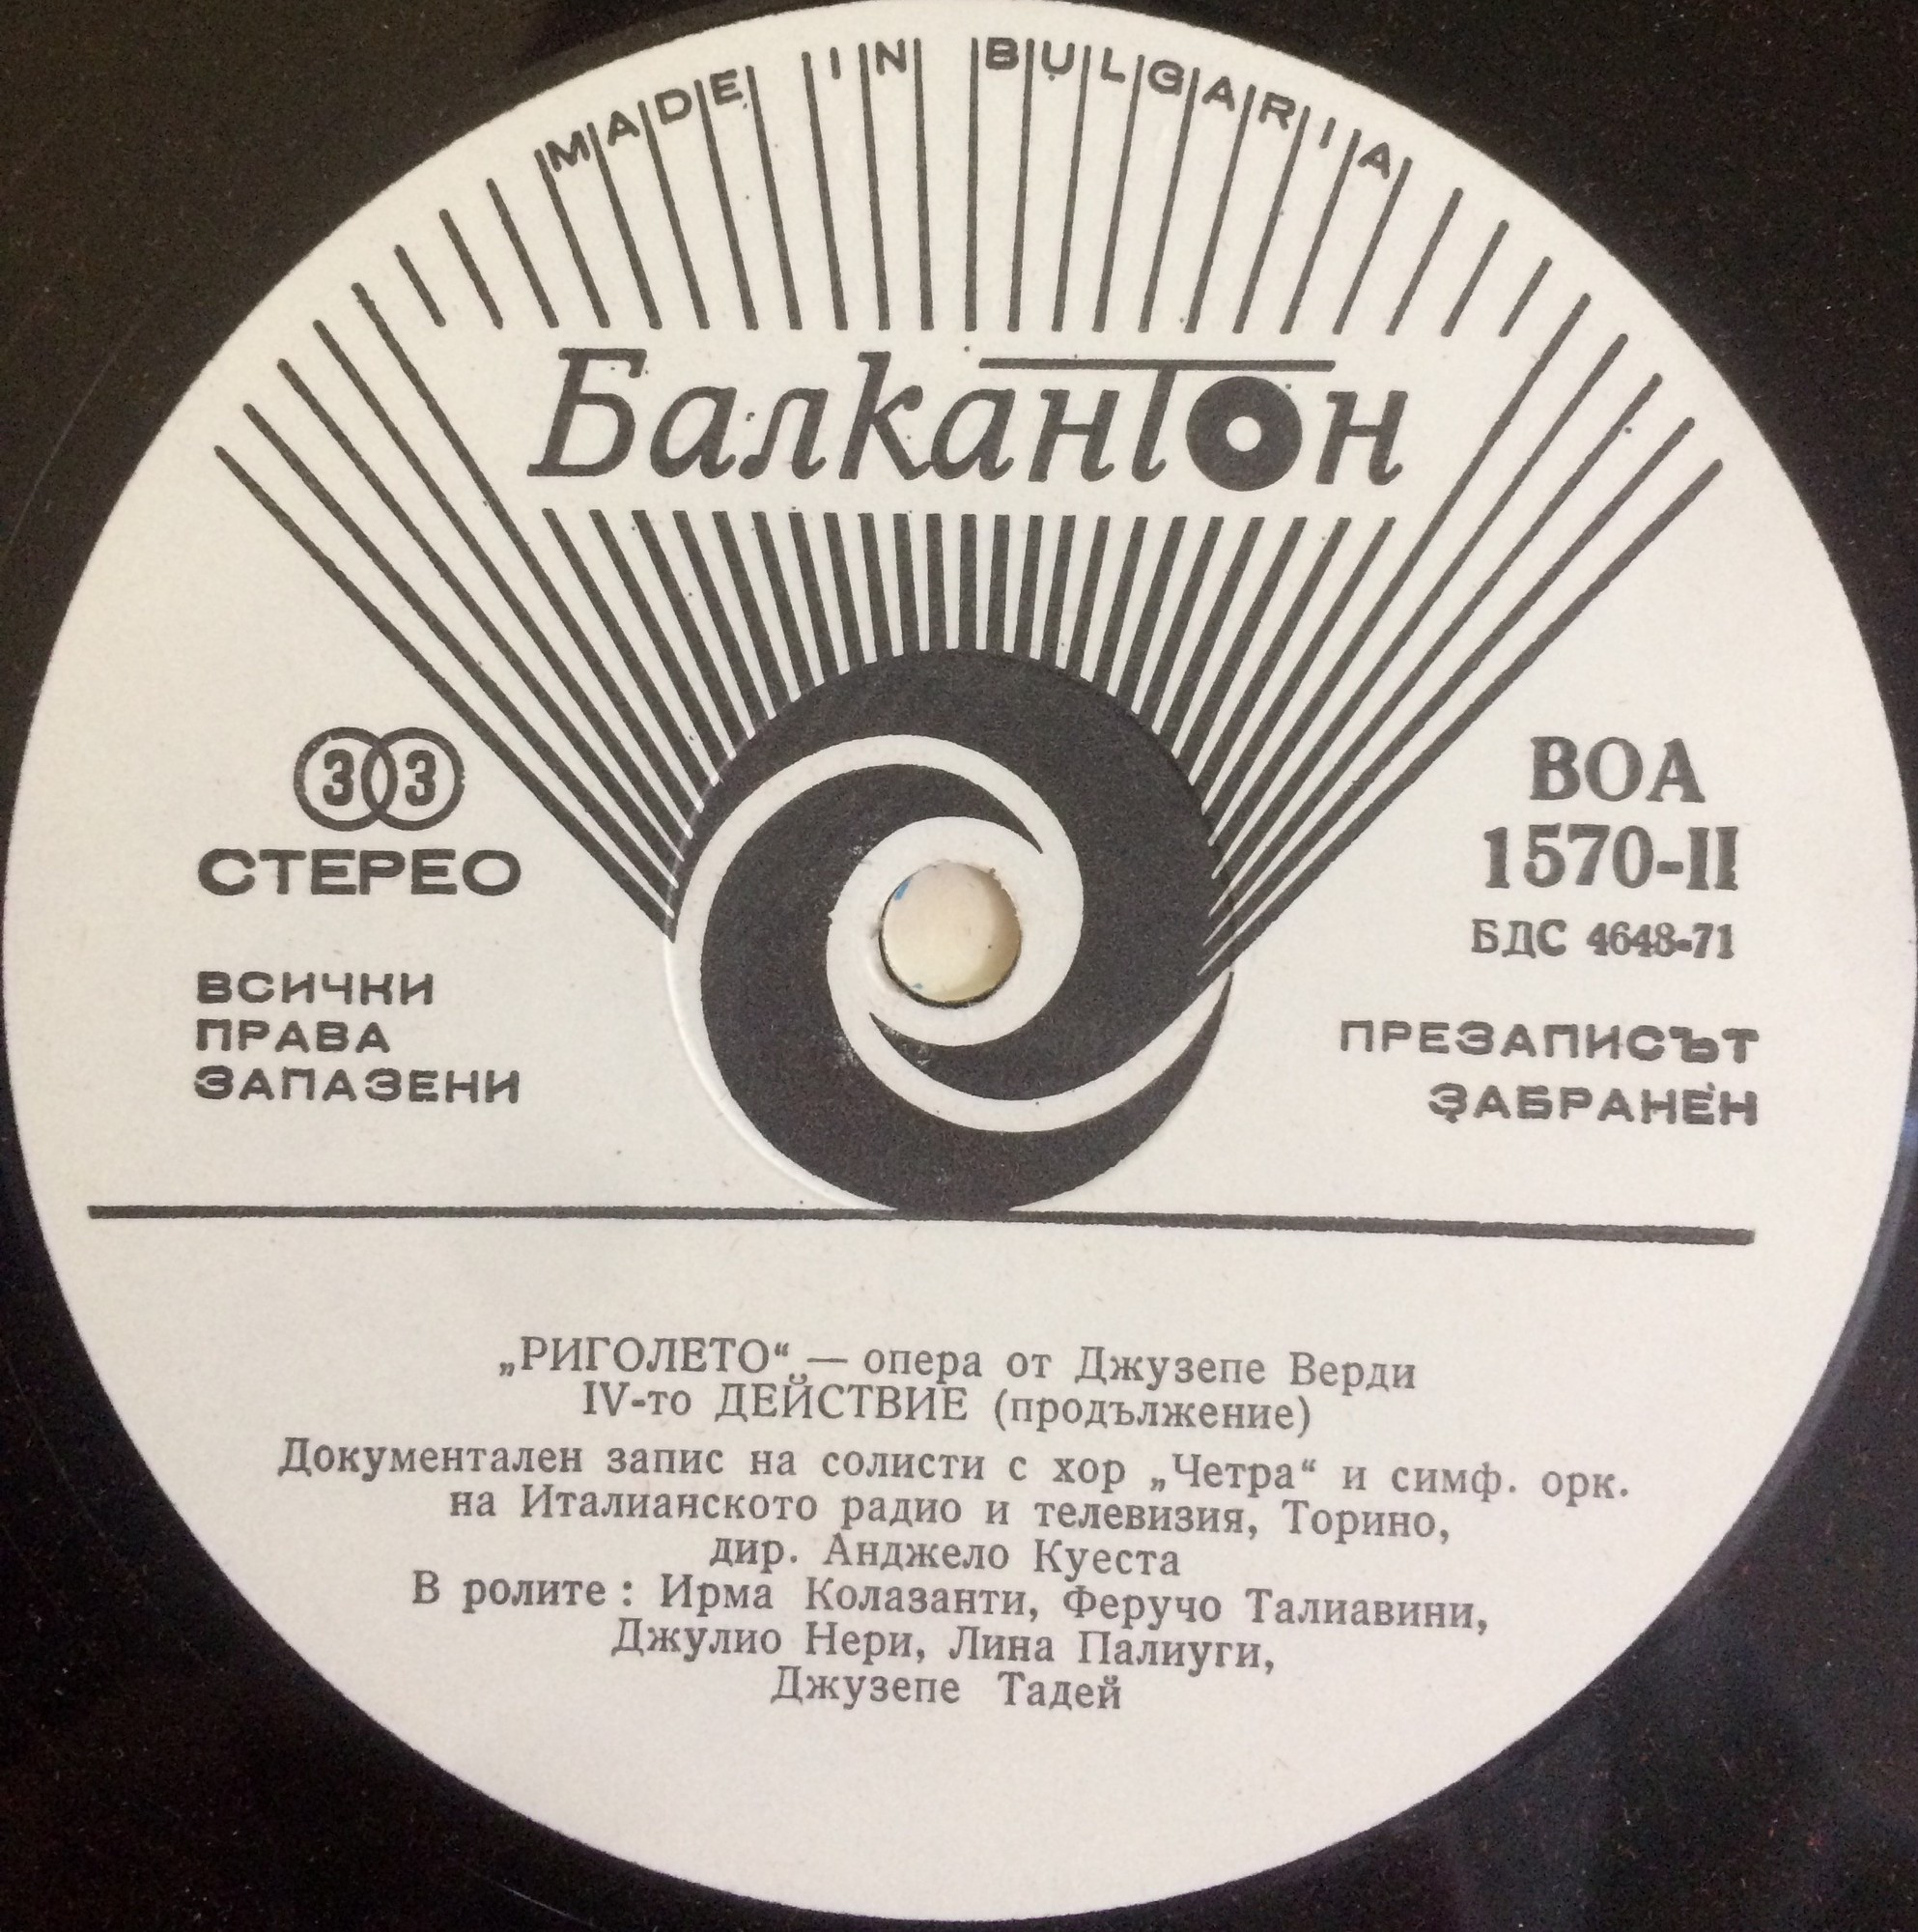 MADE IN BULGARIA
Балкантон
33
СТЕРЕО
ВСИЧКИ
ПРАВА
ЗАПАЗЕНИ
ВОА
1570-II
БДС 4648-71
ПРЕЗАПИСЪТ
ЗАБРАНЕН
„РИГОЛЕТО“ — опера от Джузепе Верди
IV-то ДЕЙСТВИЕ (продължение)
Документален запис на солисти с хор „Четра“ и симф. орк.
на Италианското радио и телевизия, Торино,
дир. Анджело Куеста
В ролите : Ирма Колазанти, Феручо Талиавини,
Джулио Нери, Лина Палиуги,
Джузепе Тадей